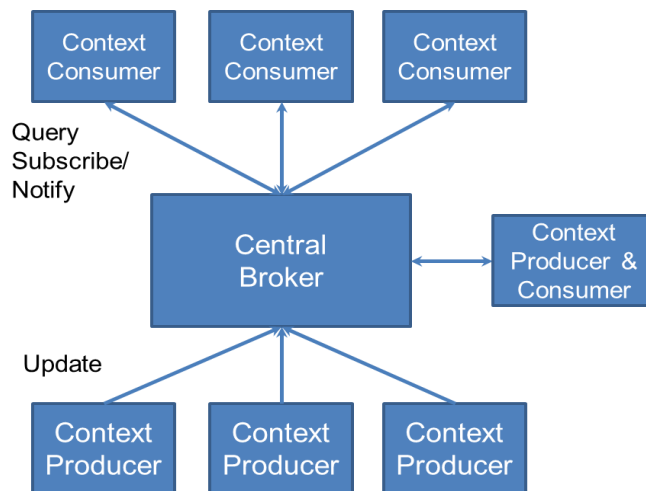 Context
Consumer
Context
Consumer
Context
Consumer
Query
Subscribe/
Notify
Central
Broker
Context
Producer &
Consumer
Update
Context
Producer
Context
Producer
Context
Producer